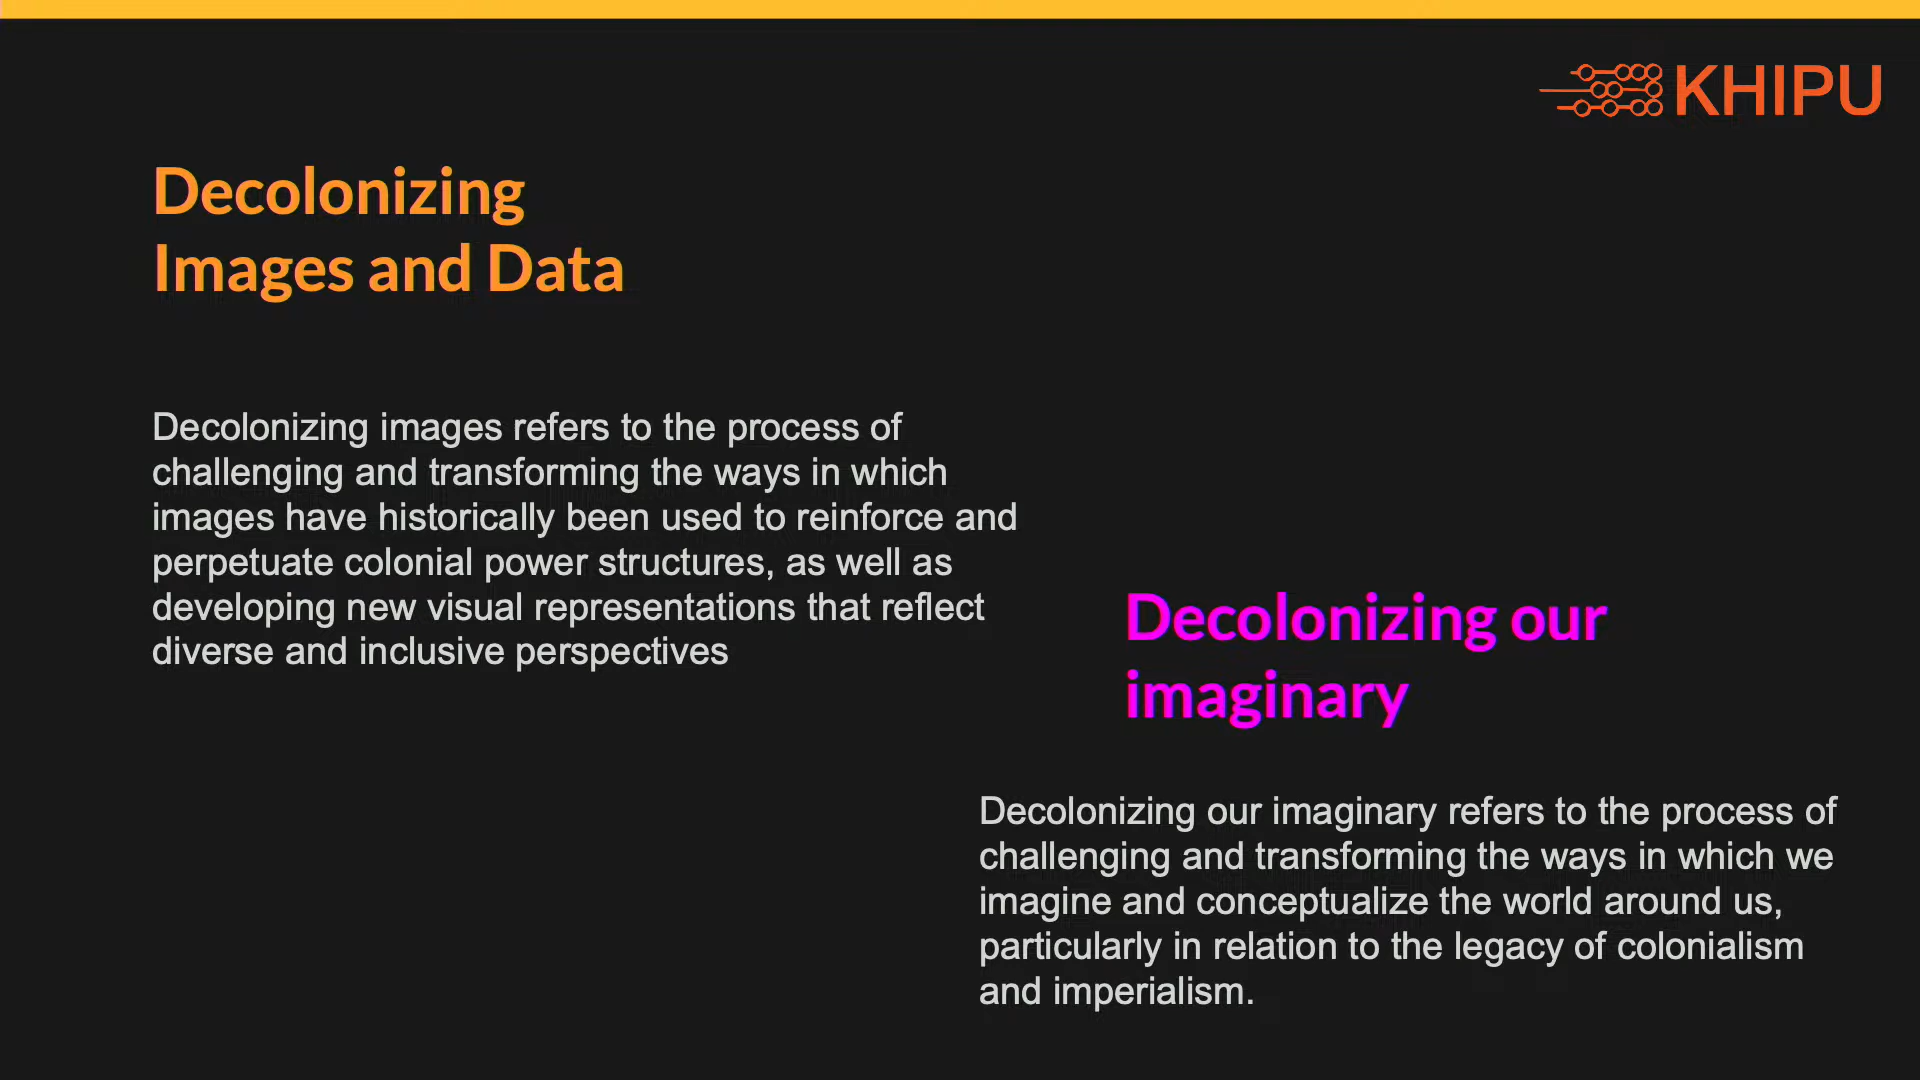 KHIPU
Decolonizing
Images and Data
Decolonizing images refers to the process of
challenging and transforming the ways in which
images have historically been used to reinforce and
perpetuate colonial power structures, as well as
developing new visual representations that reflect
diverse and inclusive perspectives
Decolonizing our
imaginary
Decolonizing our imaginary refers to the process of
challenging and transforming the ways in which we
imagine and conceptualize the world around us,
particularly in relation to the legacy of colonialism
and imperialism.